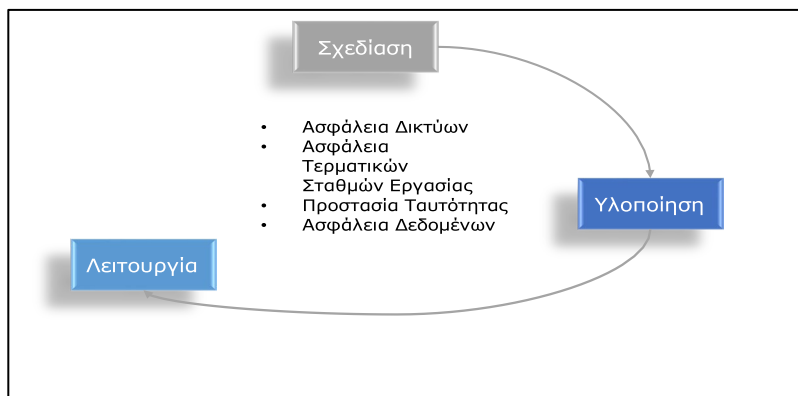 Σχεδίαση
• Ασφάλεια Δικτύων
• Ασφάλεια
Τερματικών
Σταθμών Εργασίας
• Προστασία Ταυτότητας
• Ασφάλεια Δεδομένων
Υλοποίηση
Λειτουργία